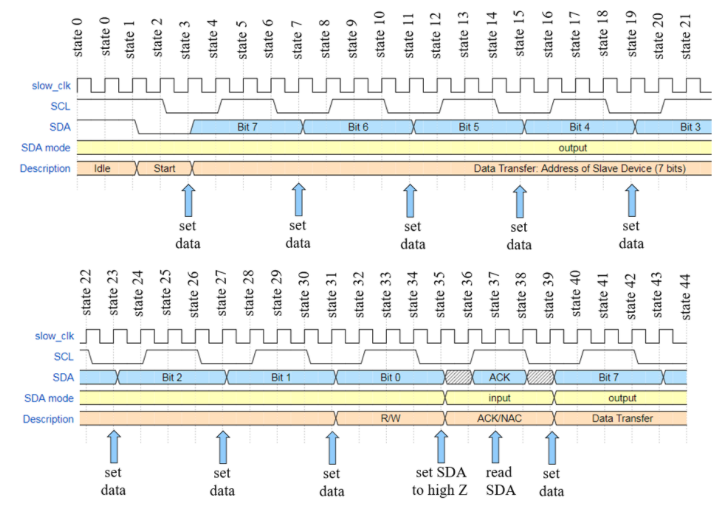 state 0 state 0 state 1 state 2 state 3 state 4 state 5 state 6 state 7 state 8 state 9 state 10 state 11 state 12 state 13 state 14 state 15 state 16 state 17 state 18 state 19 state 20 state 21
slow_clk
SCL
SDA Bit 7 Bit 6 Bit 5 Bit 4 Bit 3
SDA mode output
Description Idle Start Data Transfer: Address of Slave Device (7 bits)
set set set set set
data data data data data
state 22 state 23 state 24 state 25 state 26 state 27 state 28 state 29 state 30 state 31 state 32 state 33 state 34 state 35 state 36 state 37 state 38 state 39 state 40 state 41 state 42 state 43 state 44
slow_clk
SCL
SDA Bit 2 Bit 1 Bit 0 ACK Bit 7
SDA mode input output
Description R/W ACK/NAC Data Transfer
set set set set SDA read set
data data data to high Z SDA data